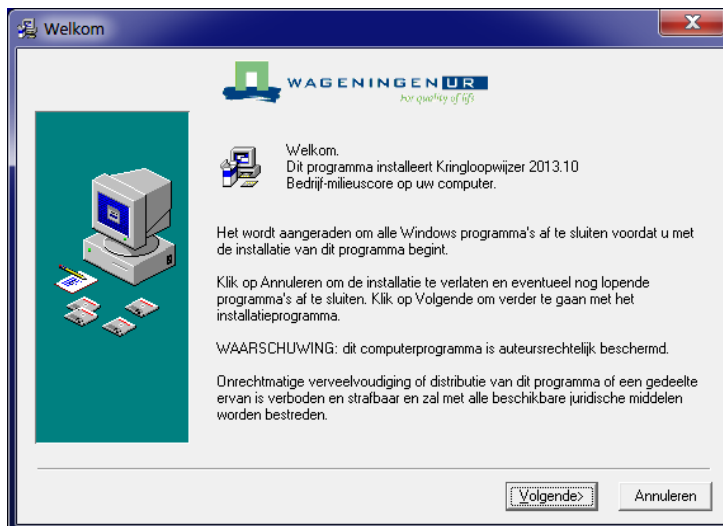 Welkom
WAGENINGEN UR
For quality of life
Welkom.
Dit programma installeert Kringloopwijzer 2013.10
Bedrijf-milieuscore op uw computer.
Het wordt aangeraden om alle Windows programma's af te sluiten voordat u met
de installatie van dit programma begint.
Klik op Annuleren om de installatie te verlaten en eventueel nog lopende
programma's af te sluiten. Klik op Volgende om verder te gaan met het
installatieprogramma.
WAARSCHUWING: dit computerprogramma is auteursrechtelijk beschermd.
Onrechtmatige verveelvoudiging of distributie van dit programma of een gedeelte
ervan is verboden en strafbaar en zal met alle beschikbare juridische middelen
worden bestreden.
Volgende>
Annuleren